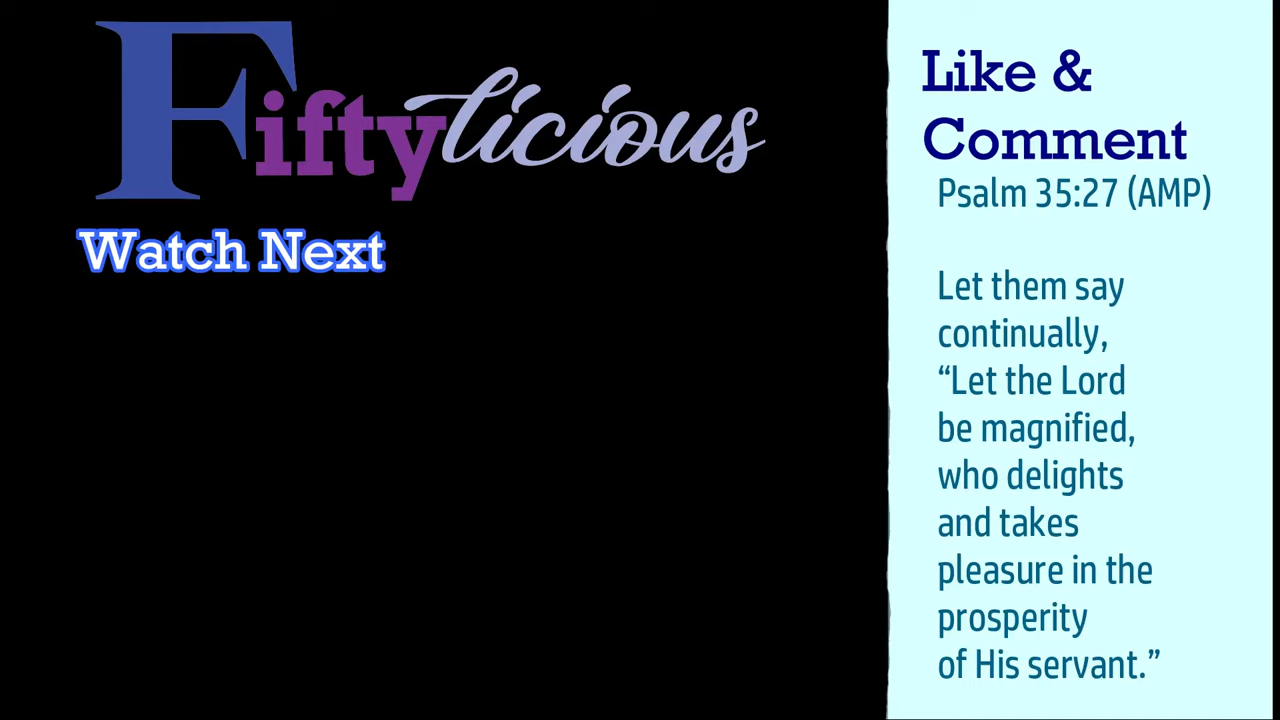 Fiftylicious
Watch Next
Like &
Comment
Psalm 35:27 (AMP)
Let them say
continually,
“Let the Lord
be magnified,
who delights
and takes
pleasure in the
prosperity
of His servant.”